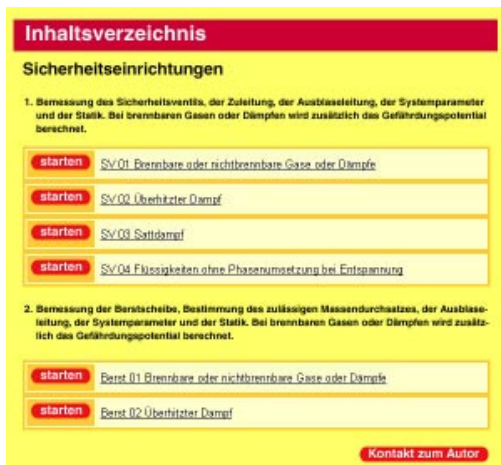 Inhaltsverzeichnis
Sicherheitseinrichtungen
1. Bemessung des Sicherheitsventils, der Zuleitung, der Ausblaseleitung, der Systemparameter
und der Statik. Bei brennbaren Gasen oder Dämpfen wird zusätzlich das Gefährdungspotential
berechnet.
starten SV 01 Brennbare oder nichtbrennbare Gase oder Dämpfe
starten SV 02 Überhitzter Dampf
starten SV 03 Sattdampf
starten SV 04 Flüssigkeiten ohne Phasenumsetzung bei Entspannung
2. Bemessung der Berstscheibe, Bestimmung des zulässigen Massendurchsatzes, der Ausblase-
leitung, der Systemparameter und der Statik. Bei brennbaren Gasen oder Dämpfen wird zusätz-
lich das Gefährdungspotential berechnet.
starten Berst 01 Brennbare oder nichtbrennbare Gase oder Dämpfe
starten Berst 02 Überhitzter Dampf
Kontakt zum Autor